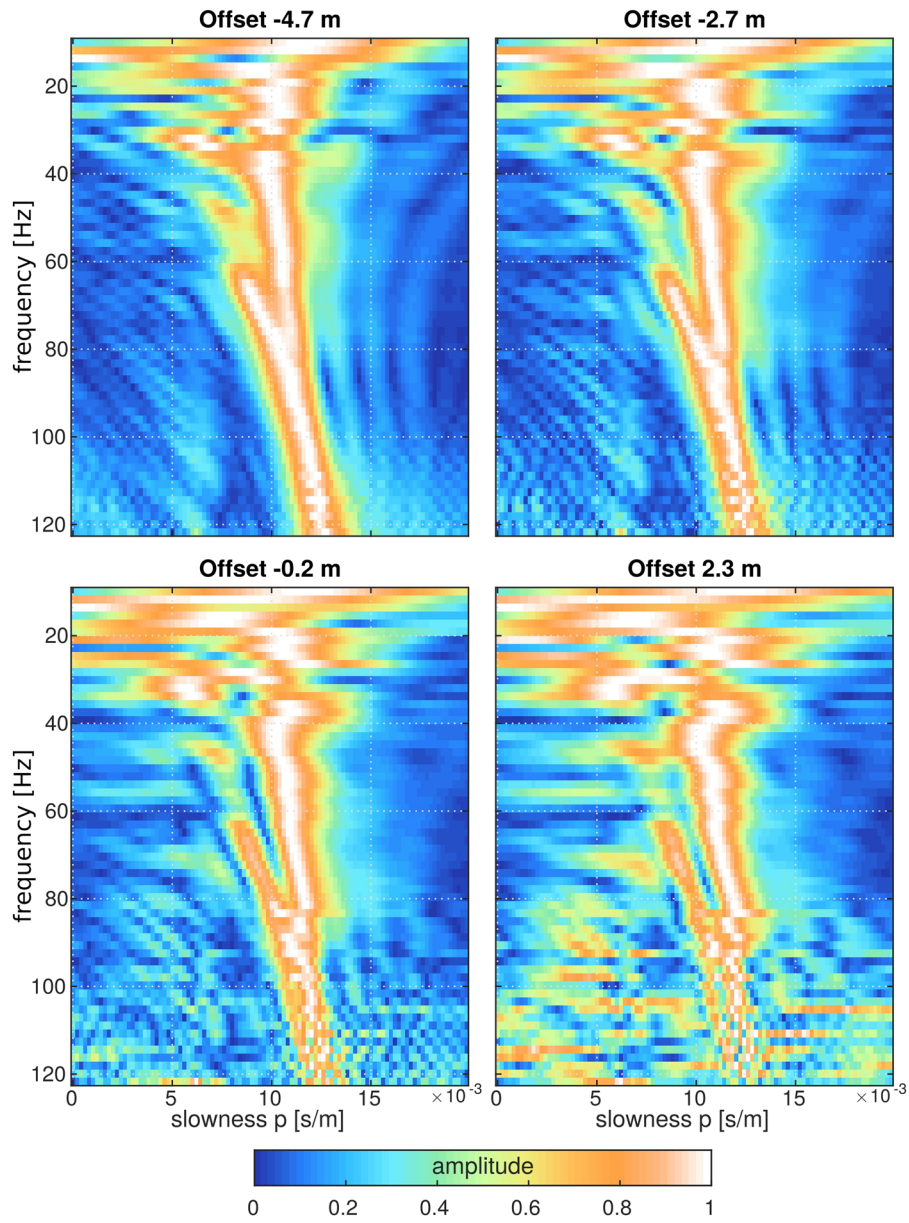 Offset -4.7 m
Offset -2.7 m
frequency [Hz]
20
40
60
80
100
120
Offset -0.2 m
Offset 2.3 m
frequency [Hz]
20
40
60
80
100
120
0 5 10 15 ×10⁻³
0 5 10 15 ×10⁻³
slowness p [s/m]
slowness p [s/m]
amplitude
0 0.2 0.4 0.6 0.8 1